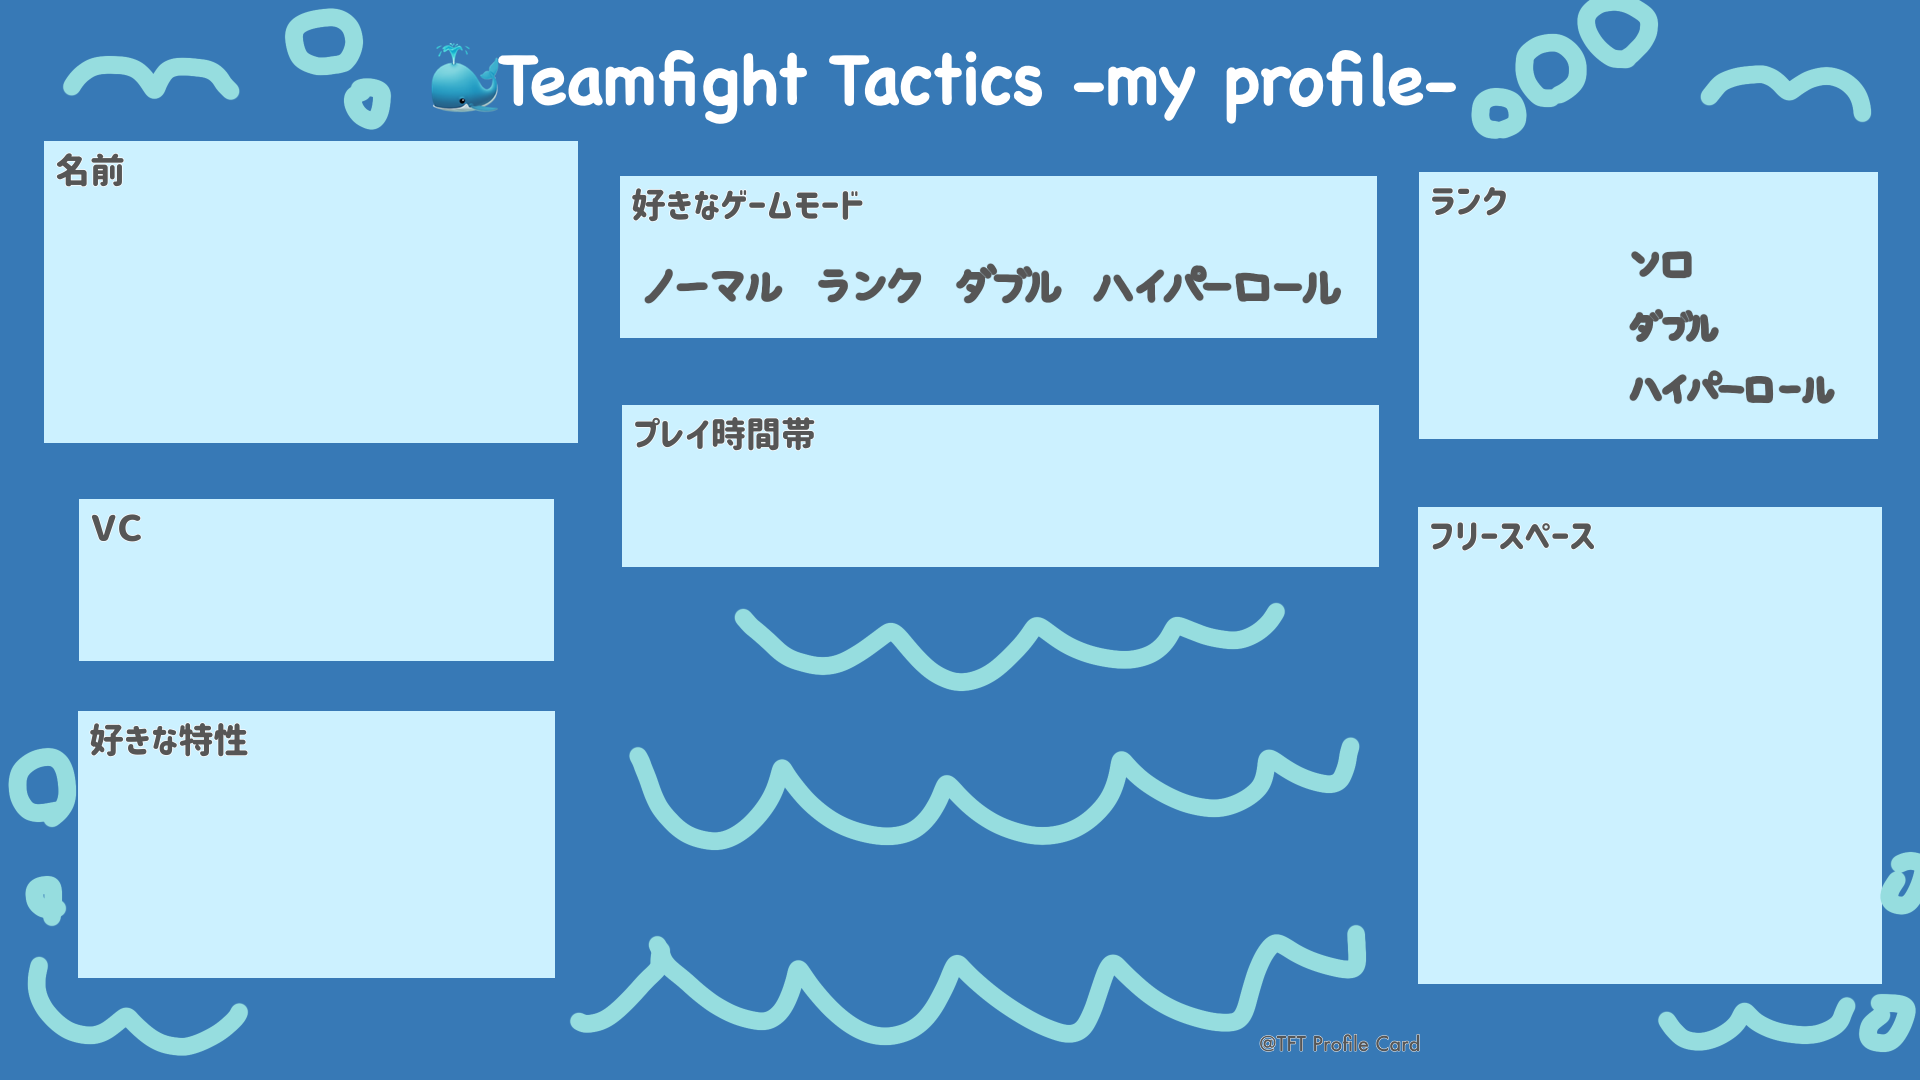 Teamfight Tactics -my profile-
名前
好きなゲームモード
ノーマル ランク ダブル ハイパーロール
ランク
ソロ
ダブル
ハイパーロール
プレイ時間帯
VC
フリースペース
好きな特性
@TFT Profile Card